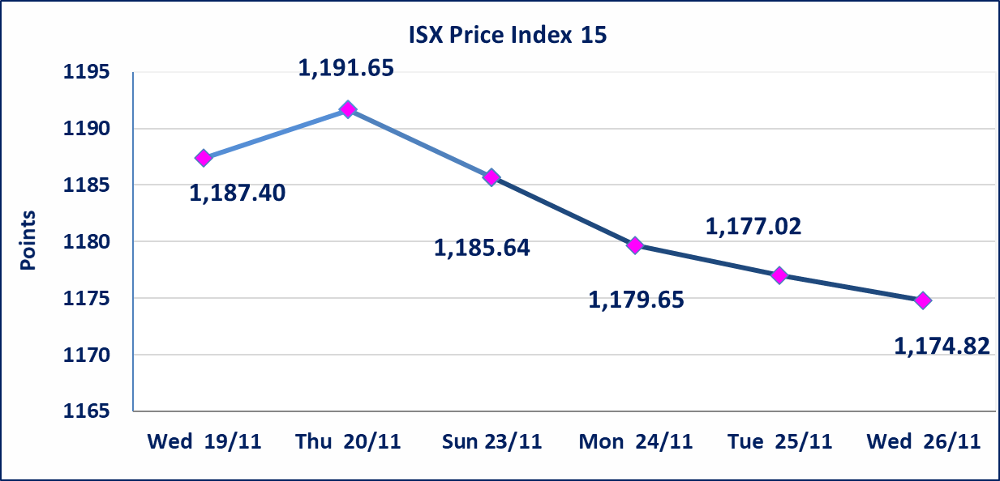 ISX Price Index 15
Points
1195
1190
1185
1180
1175
1170
1165
1,187.40
1,191.65
1,185.64
1,179.65
1,177.02
1,174.82
Wed 19/11
Thu 20/11
Sun 23/11
Mon 24/11
Tue 25/11
Wed 26/11